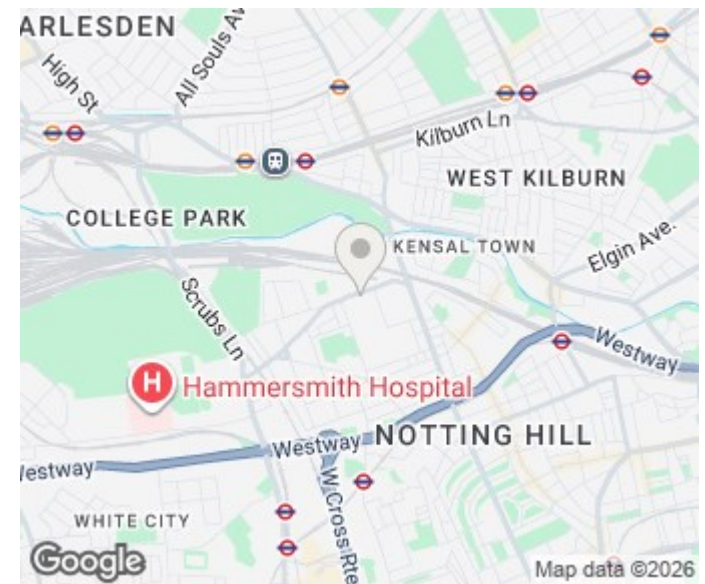 ARLESDEN
High St
All Souls Av
Kilburn Ln
WEST KILBURN
COLLEGE PARK
KENSAL TOWN
Elgin Ave.
Scrubs Ln
Westway
H
Hammersmith Hospital
Westway
NOTTING HILL
Westway
W Cross Rte
WHITE CITY
Google
Map data ©2026